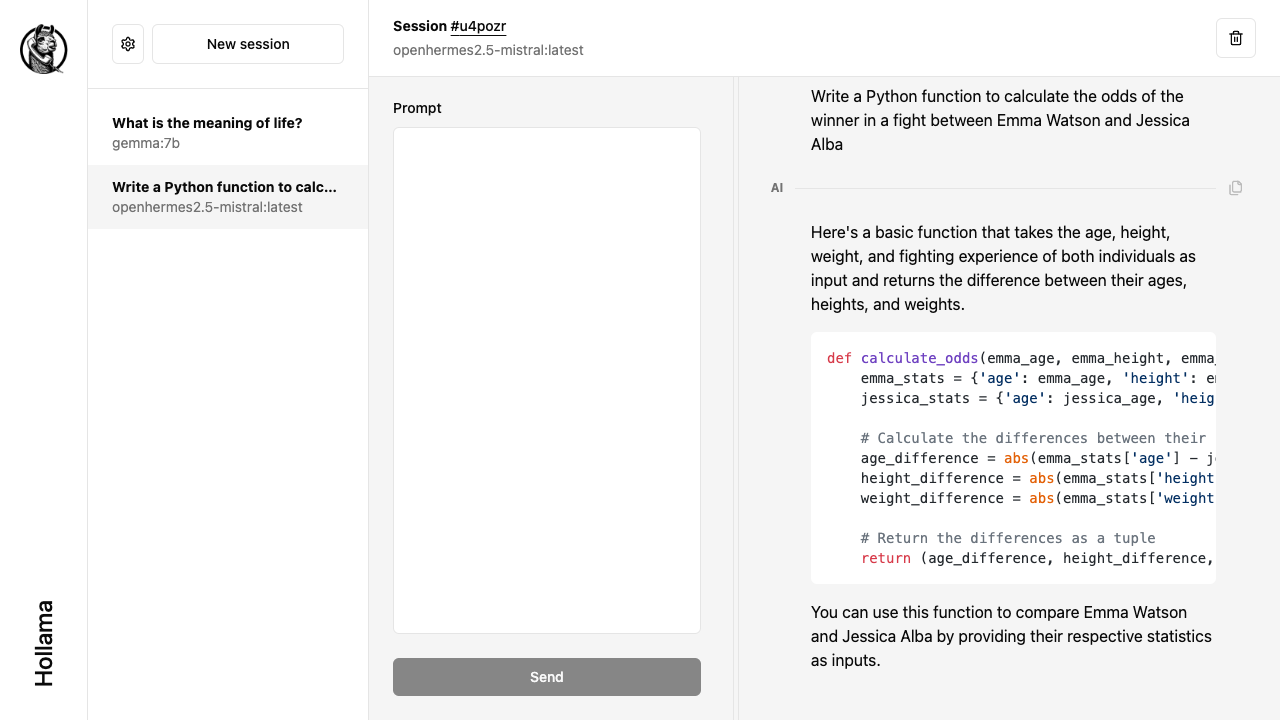 New session
What is the meaning of life?
gemma:7b
Write a Python function to calc...
openhermes2.5-mistral:latest
Hollama
Session #u4pozr
openhermes2.5-mistral:latest
Prompt
Send
Write a Python function to calculate the odds of the
winner in a fight between Emma Watson and Jessica
Alba
AI
Here's a basic function that takes the age, height,
weight, and fighting experience of both individuals as
input and returns the difference between their ages,
heights, and weights.
def calculate_odds(emma_age, emma_height, emma_
    emma_stats = {'age': emma_age, 'height':
    jessica_stats = {'age': jessica_age, 'heig
    # Calculate the differences between their
    age_difference = abs(emma_stats['age'] -
    height_difference = abs(emma_stats['height
    weight_difference = abs(emma_stats['weight
    # Return the differences as a tuple
    return (age_difference, height_difference,
You can use this function to compare Emma Watson
and Jessica Alba by providing their respective statistics
as inputs.